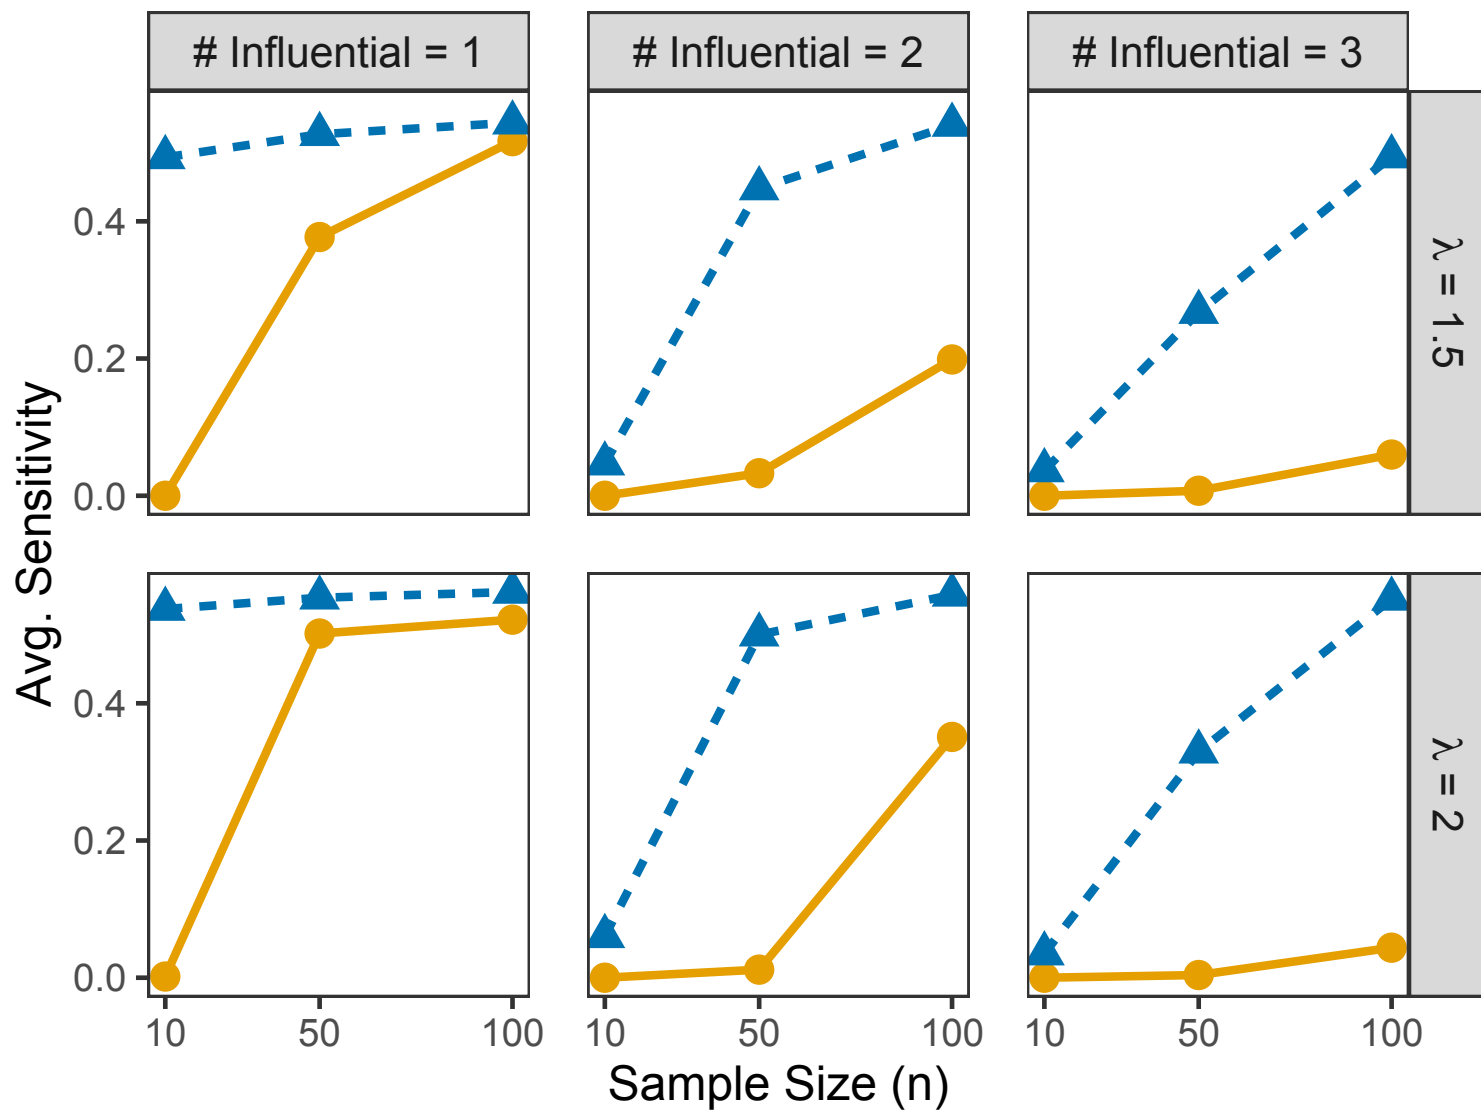 # Influential = 1
# Influential = 2
# Influential = 3
0.4
0.2
0.0
λ = 1.5
Avg. Sensitivity
0.4
0.2
0.0
λ = 2
10 50 100
10 50 100
10 50 100
Sample Size (n)